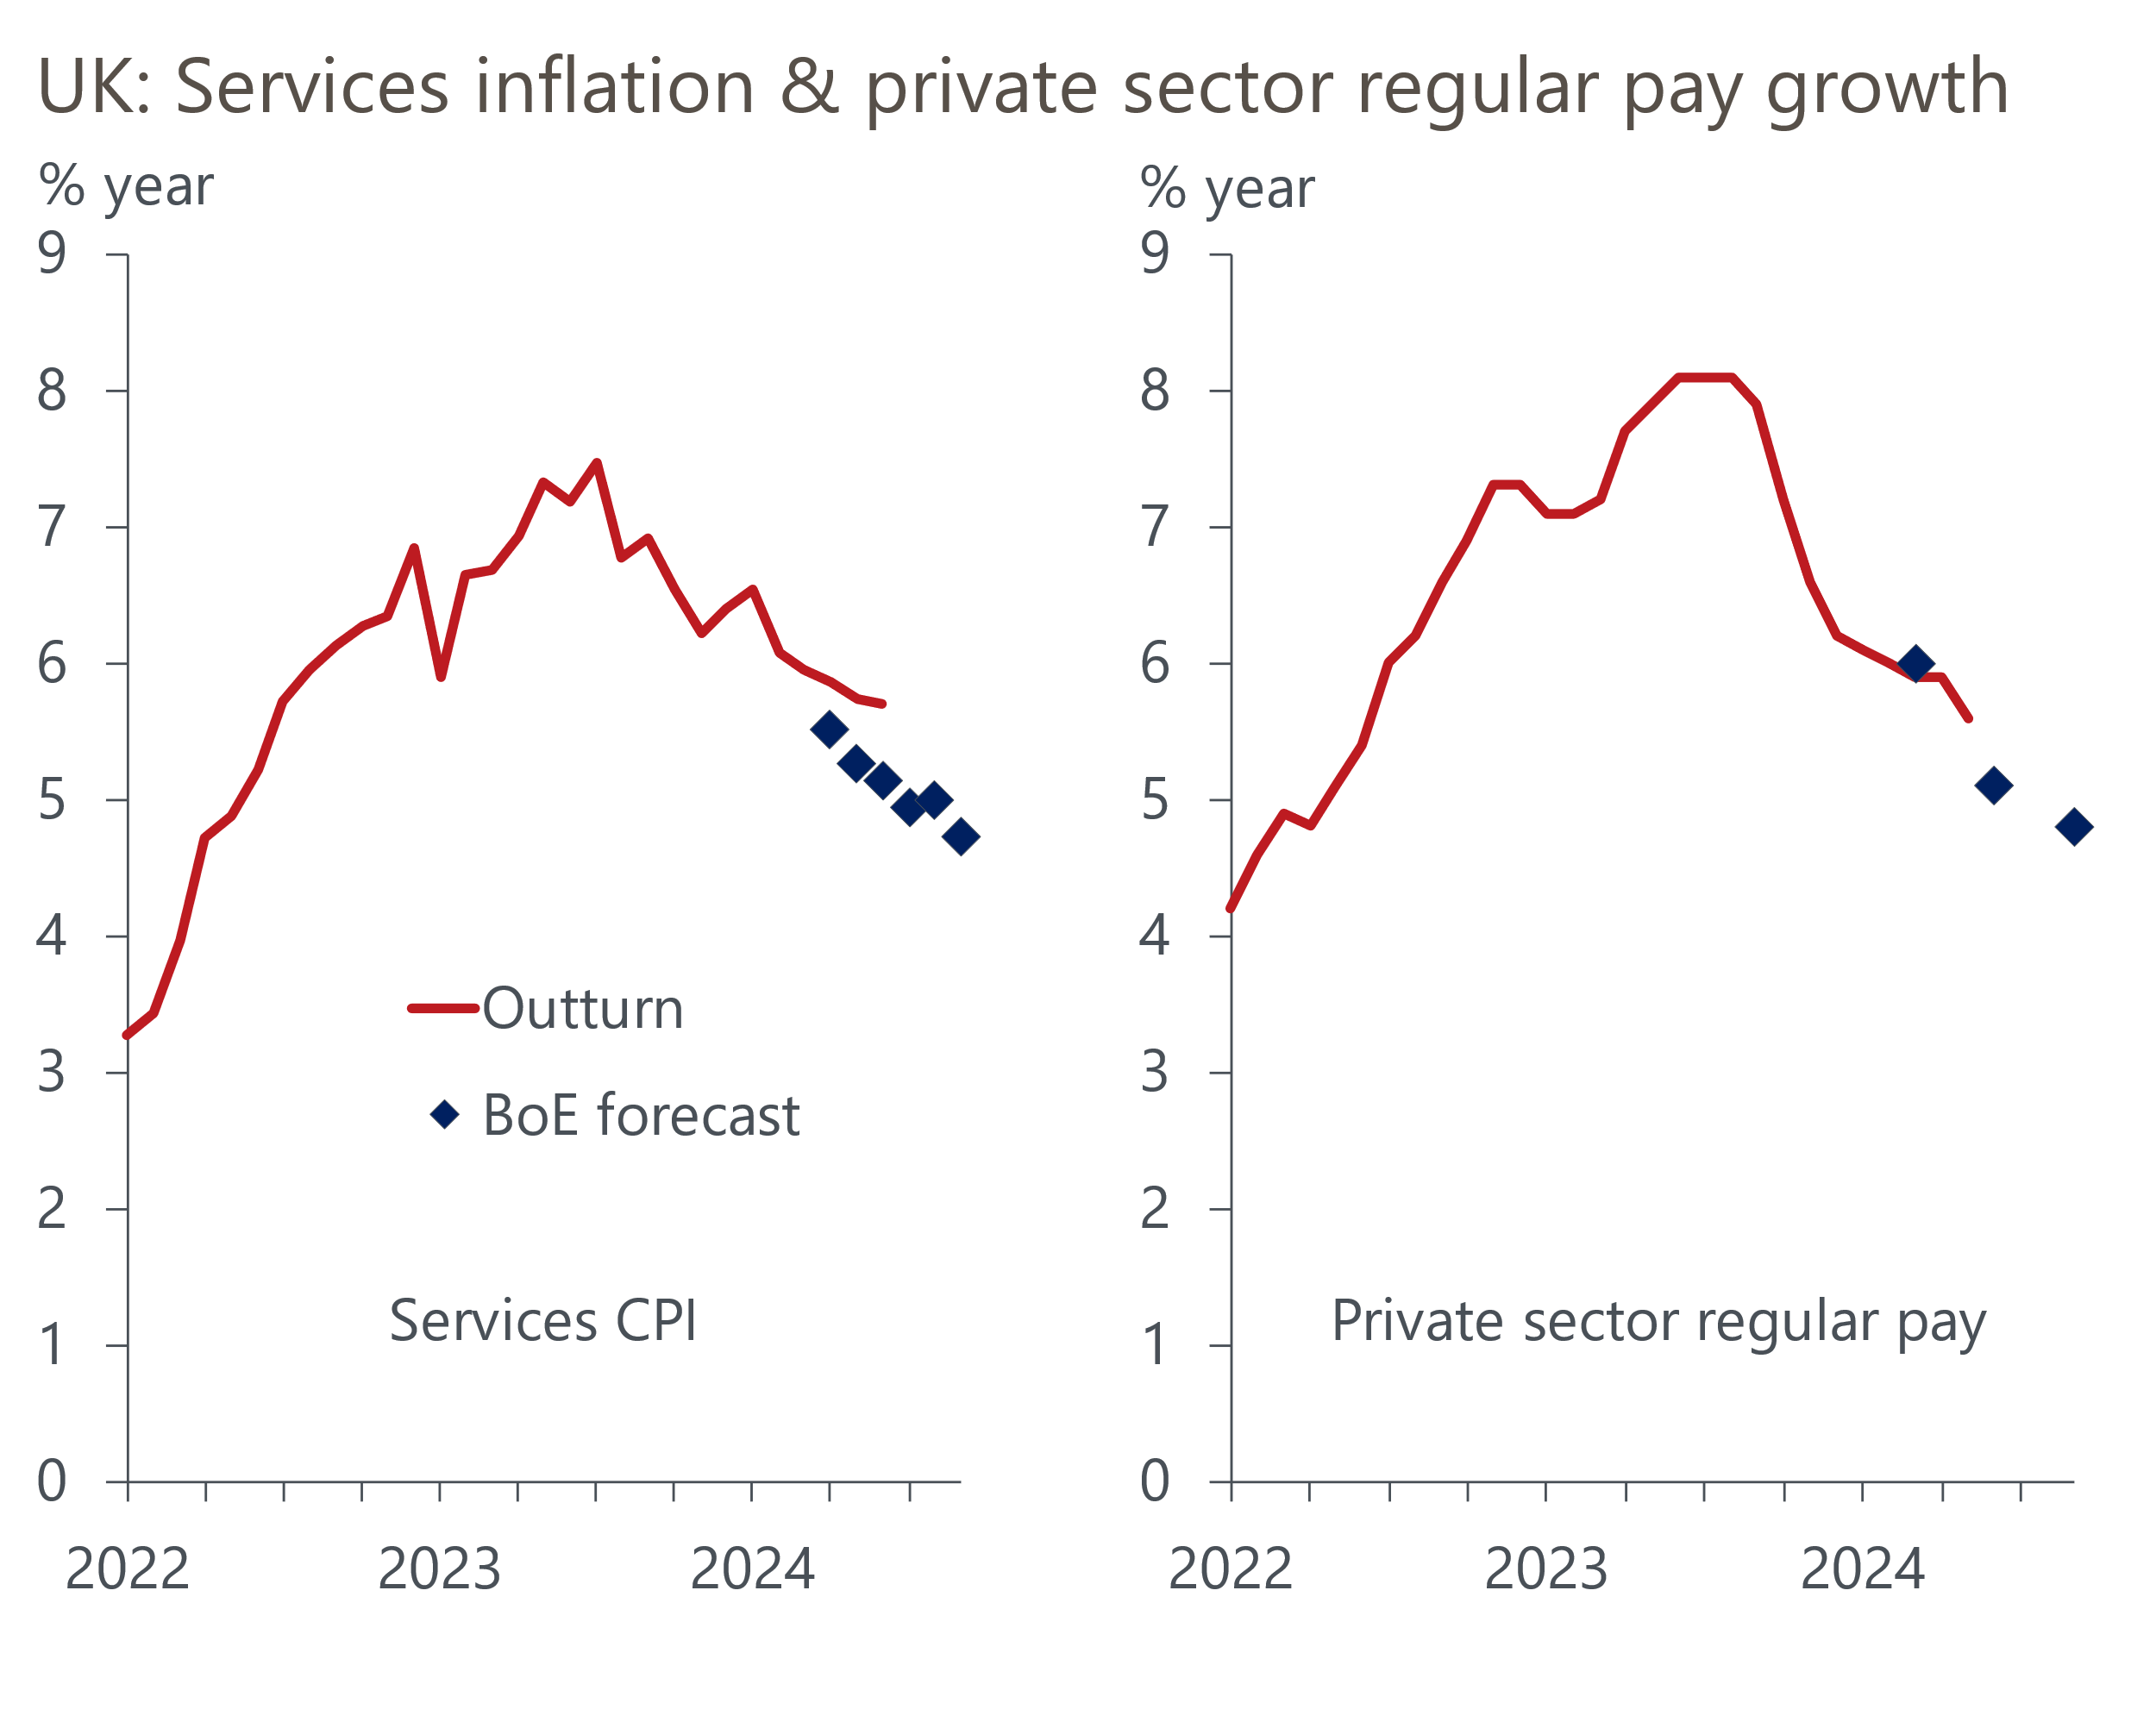 UK: Services inflation & private sector regular pay growth
% year
9
8
7
6
5
4
3
2
1
0
2022 2023 2024
Outturn
BoE forecast
Services CPI
% year
9
8
7
6
5
4
3
2
1
0
2022 2023 2024
Private sector regular pay